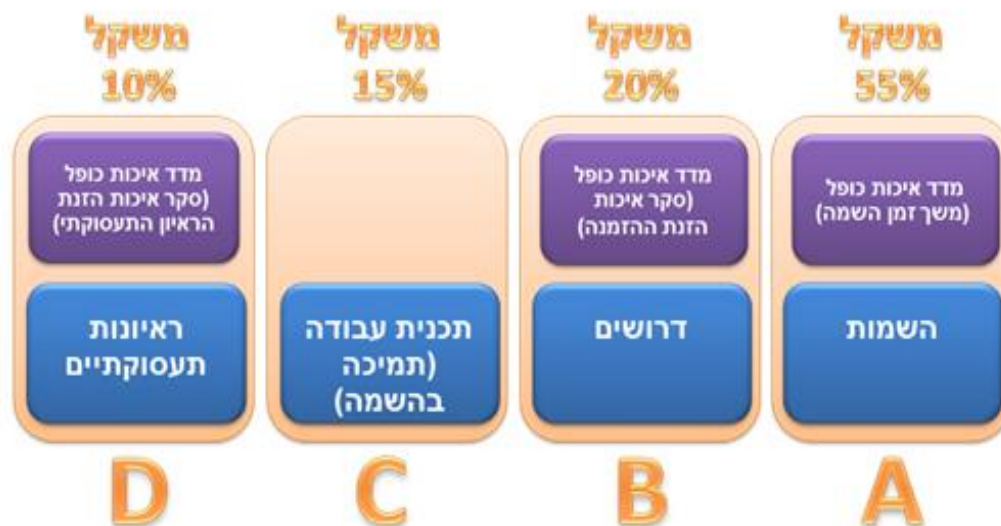 משקל
55%
מדד איכות כופל
(משך זמן השמה)
השמות
A
משקל
20%
מדד איכות כופל
(סקר איכות
הזנת ההזמנה)
דרושים
B
משקל
15%
תכנית עבודה
(תמיכה
בהשמה)
C
משקל
10%
מדד איכות כופל
(סקר איכות הזנת
הראיון התעסוקתי)
ראיונות
תעסוקתיים
D